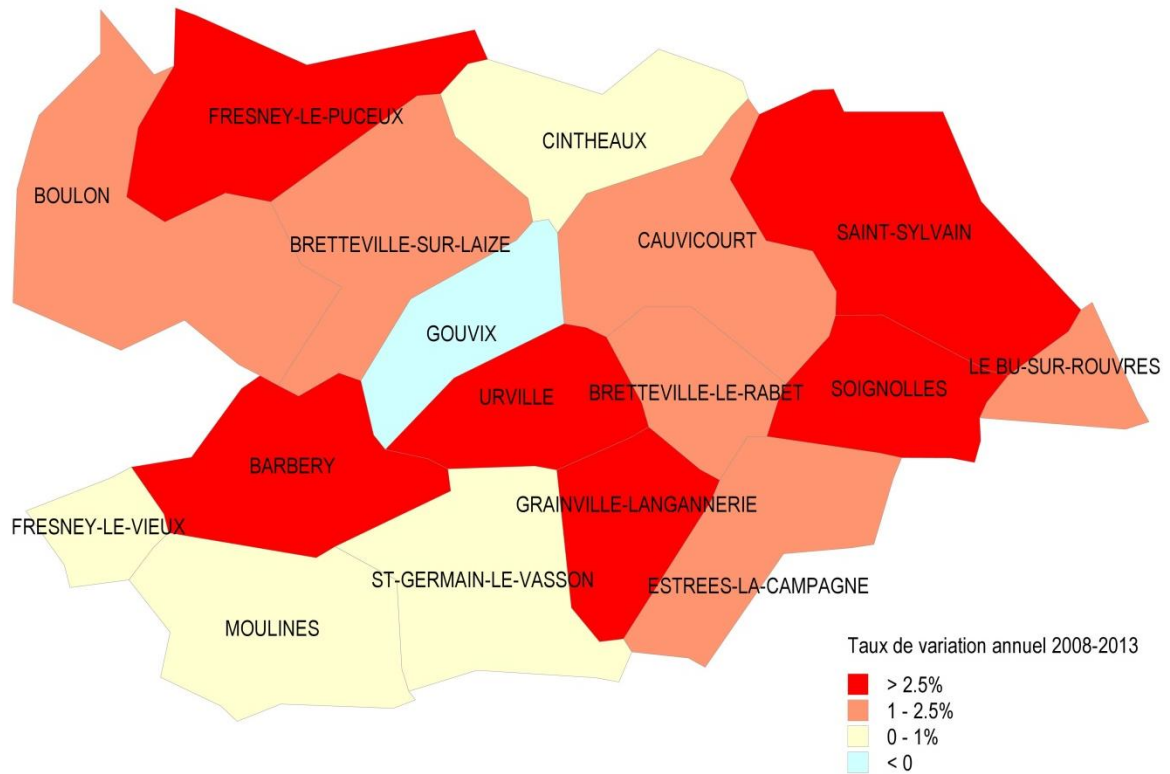 FRESNEY-LE-PUCEUX
CINTHEAUX
BOULON
SAINT-SYLVAIN
BRETTEVILLE-SUR-LAIZE
CAUVICOURT
GOUVIX
LE BU-SUR-ROUVRES
URVILLE
BRETTEVILLE-LE-RABET
SOIGNOLLES
BARBERY
GRAINVILLE-LANGANNERIE
FRESNEY-LE-VIEUX
ST-GERMAIN-LE-VASSON
ESTREES-LA-CAMPAGNE
MOULINES
Taux de variation annuel 2008-2013
> 2.5%
1 - 2.5%
0 - 1%
< 0